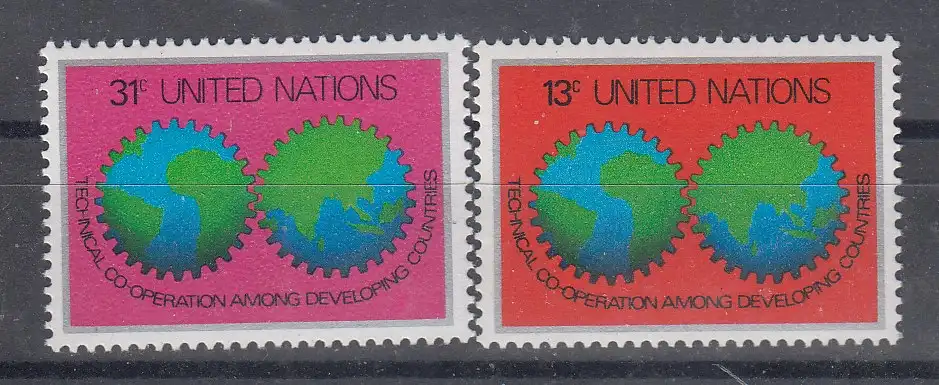 31c UNITED NATIONS
TECHNICAL CO-OPERATION AMONG DEVELOPING COUNTRIES
13c UNITED NATIONS
TECHNICAL CO-OPERATION AMONG DEVELOPING COUNTRIES